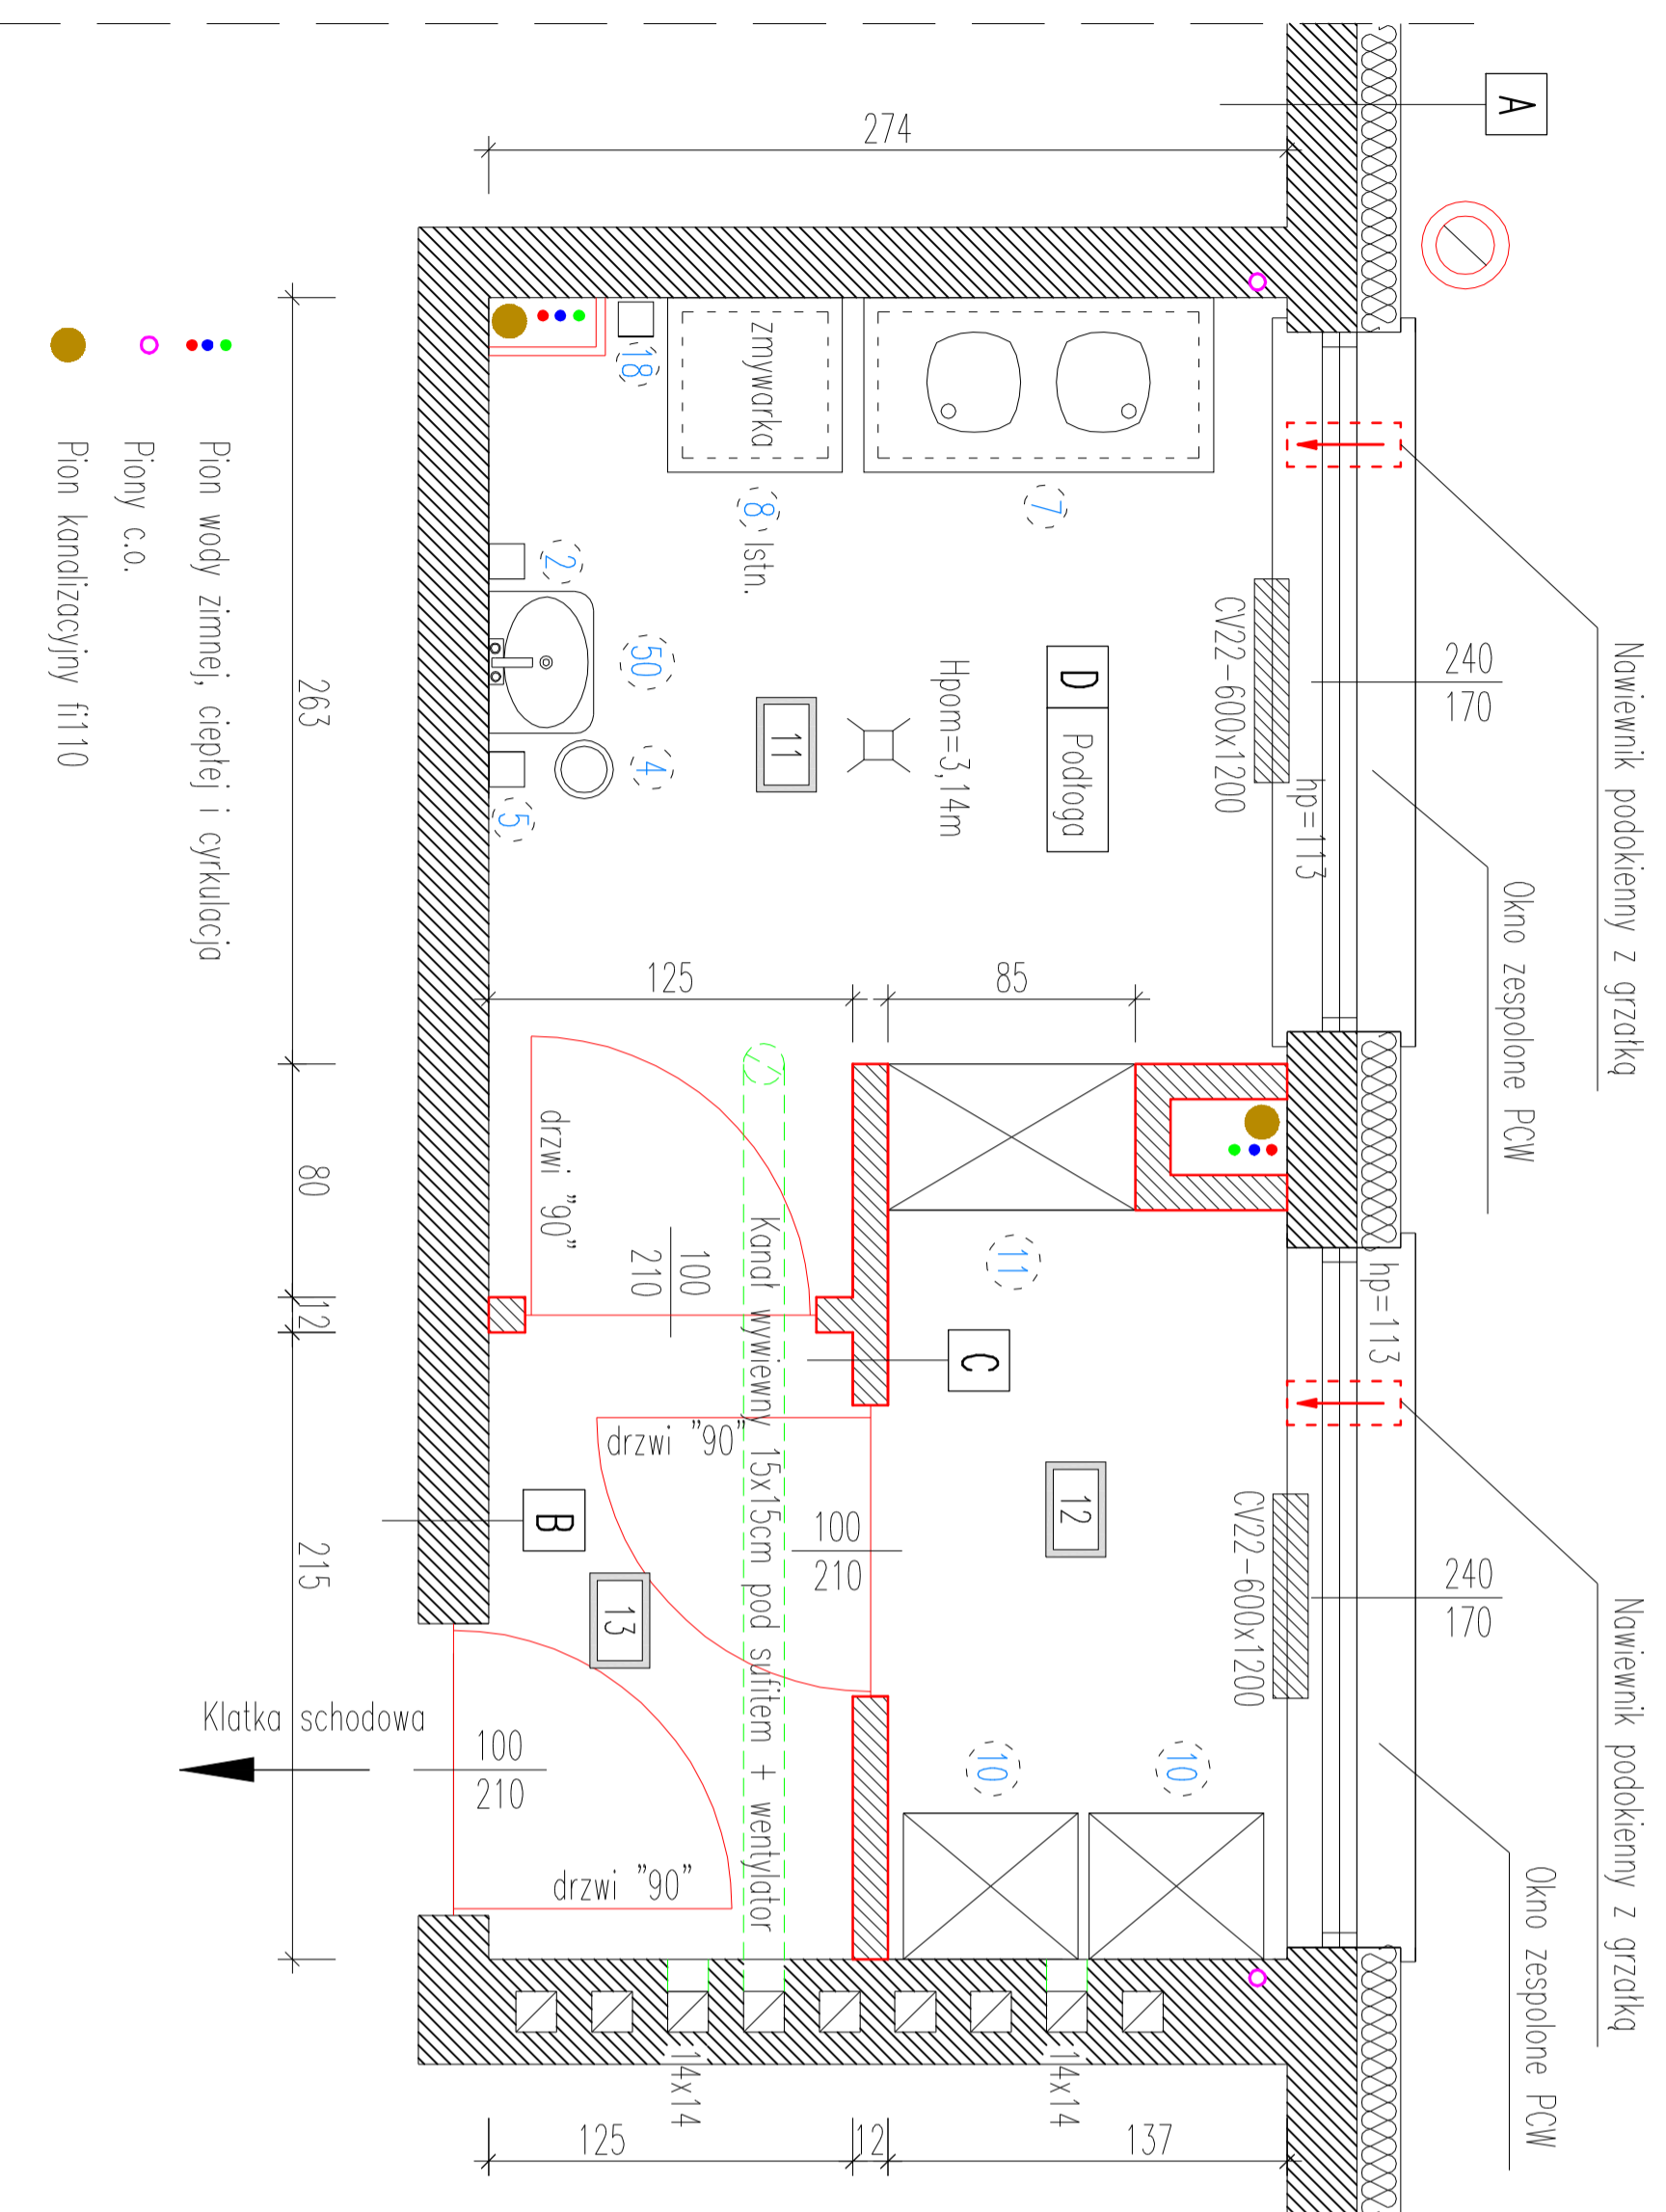 A
Nawiewnik podokienny z grzałką
Okno zespolone PCW
240
170
hp=113
CV22-600x1200
Nawiewnik podokienny z grzałką
Okno zespolone PCW
240
170
hp=113
CV22-600x1200
274
zmywarka
7
8 Istn.
18
2
50
4
5
D Podłoga
Hpom=3,14m
11
125
85
drzwi "90"
100
210
11
C
12
drzwi "90"
100
210
10
10
Kanał wywiewny 15x15cm pod sufitem + wentylator
B
13
drzwi "90"
100
210
Klatka schodowa
14x14
14x14
125
12
137
263
80
12
215
Pion wody zimnej, ciepłej i cyrkulacja
Piony c.o.
Pion kanalizacyjny fi110